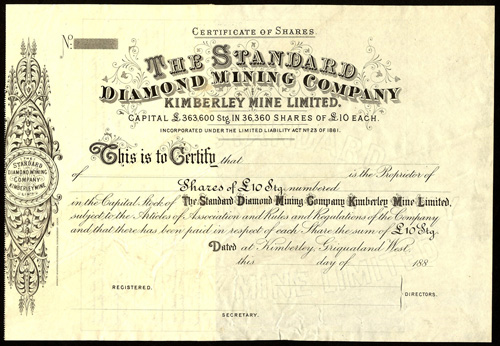 CERTIFICATE OF SHARES.
No.
THE STANDARD
DIAMOND MINING COMPANY
KIMBERLEY MINE LIMITED.
CAPITAL £363,600 Stg IN 36,360 SHARES OF £10 EACH.
INCORPORATED UNDER THE LIMITED LIABILITY ACT No 23 OF 1861.
This is to Certify that
of is the Proprietor of
Shares of £10 Stg. numbered
in the Capital Stock of The Standard Diamond Mining Company Kimberley Mine Limited,
subject to the Articles of Association and Rules and Regulations of the Company
and that there has been paid in respect of each Share the sum of £10 Stg.
Dated at Kimberley, Griqualand West,
this day of 188
REGISTERED.
DIRECTORS.
SECRETARY.
THE
STANDARD
DIAMOND MINING
COMPANY
KIMBERLEY MINE
LIMITED